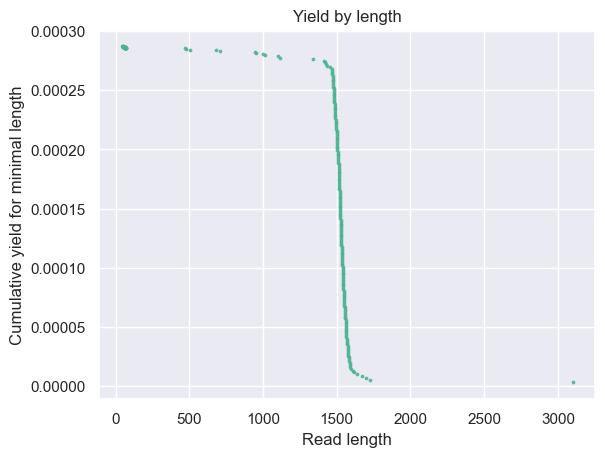 Yield by length
Cumulative yield for minimal length
0.00030
0.00025
0.00020
0.00015
0.00010
0.00005
0.00000
0 500 1000 1500 2000 2500 3000
Read length